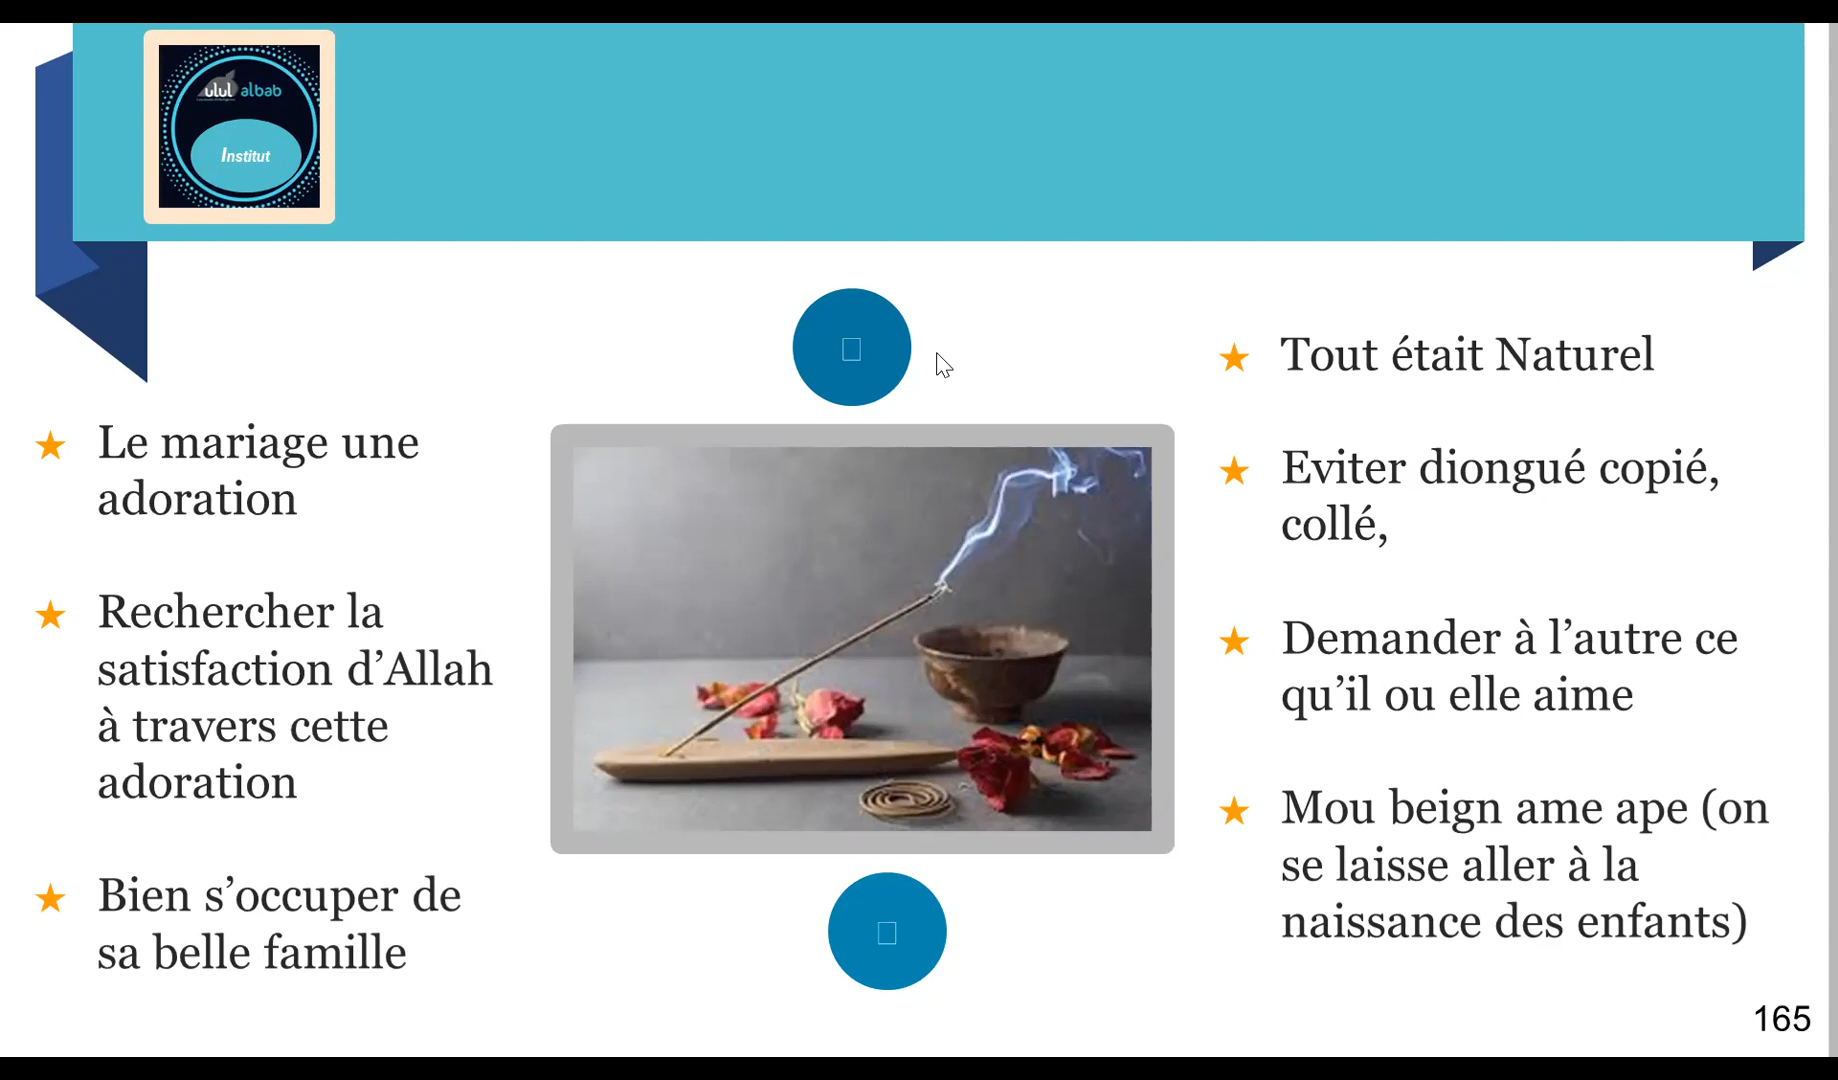 ulul albab
Institut
Le mariage une
adoration
Rechercher la
satisfaction d’Allah
à travers cette
adoration
Bien s’occuper de
sa belle famille
Tout était Naturel
Eviter diongué copié,
collé,
Demander à l’autre ce
qu’il ou elle aime
Mou beign ame ape (on
se laisse aller à la
naissance des enfants)
165